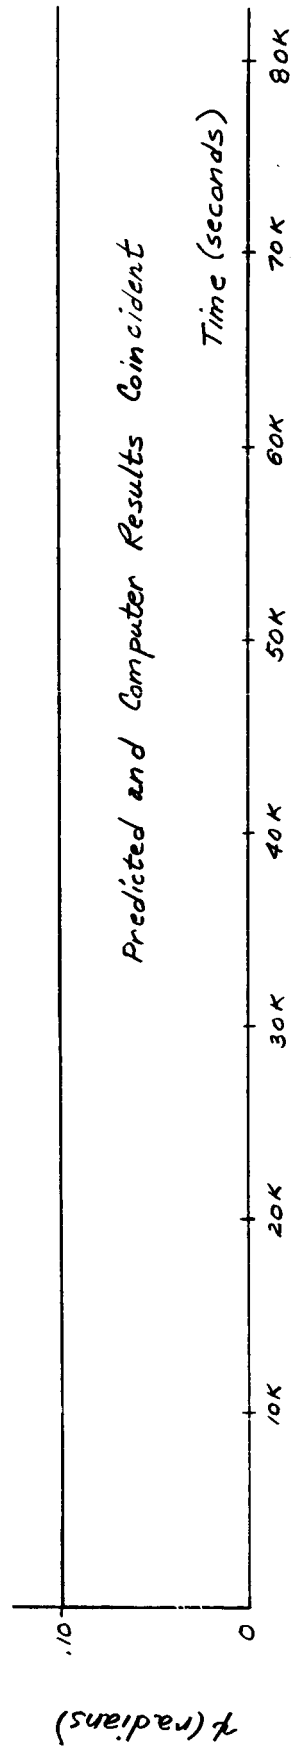 (radians)
.10
Predicted and Computer Results Coincident
Time (seconds)
0
10K
20K
30K
40K
50K
60K
70K
80K